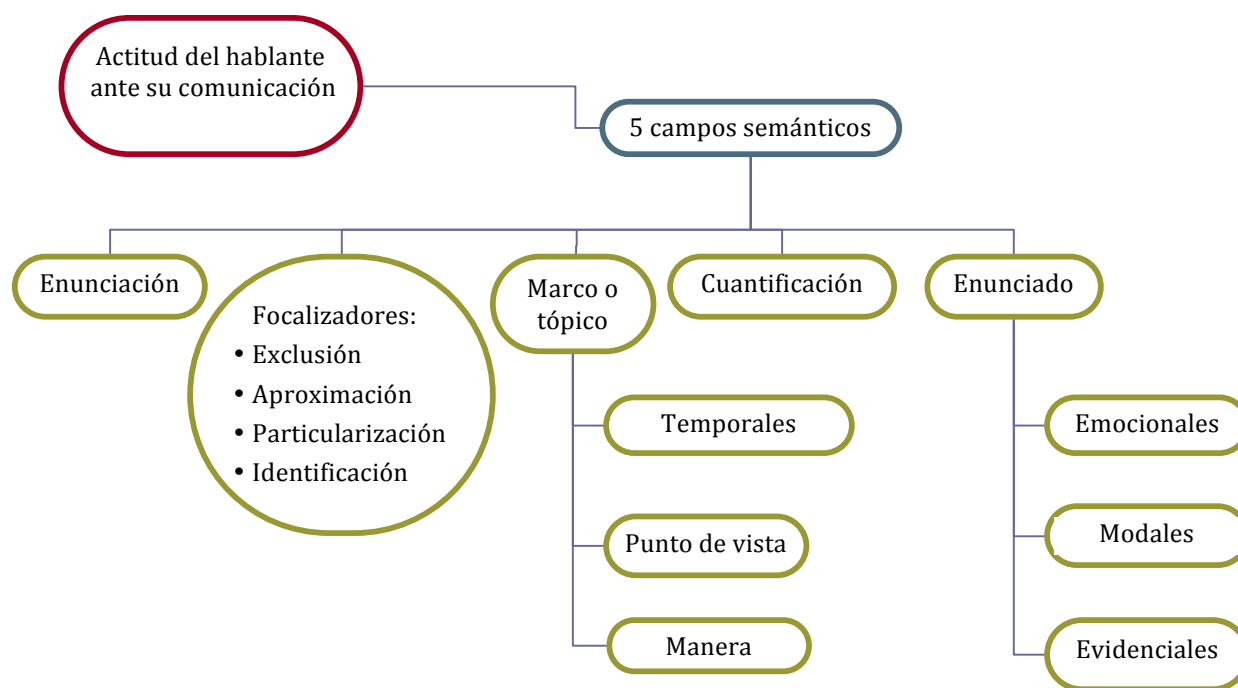 Actitud del hablante
ante su comunicación
5 campos semánticos
Enunciación
Focalizadores:
• Exclusión
• Aproximación
• Particularización
• Identificación
Marco o
tópico
Cuantificación
Enunciado
Temporales
Punto de vista
Manera
Emocionales
Modales
Evidenciales